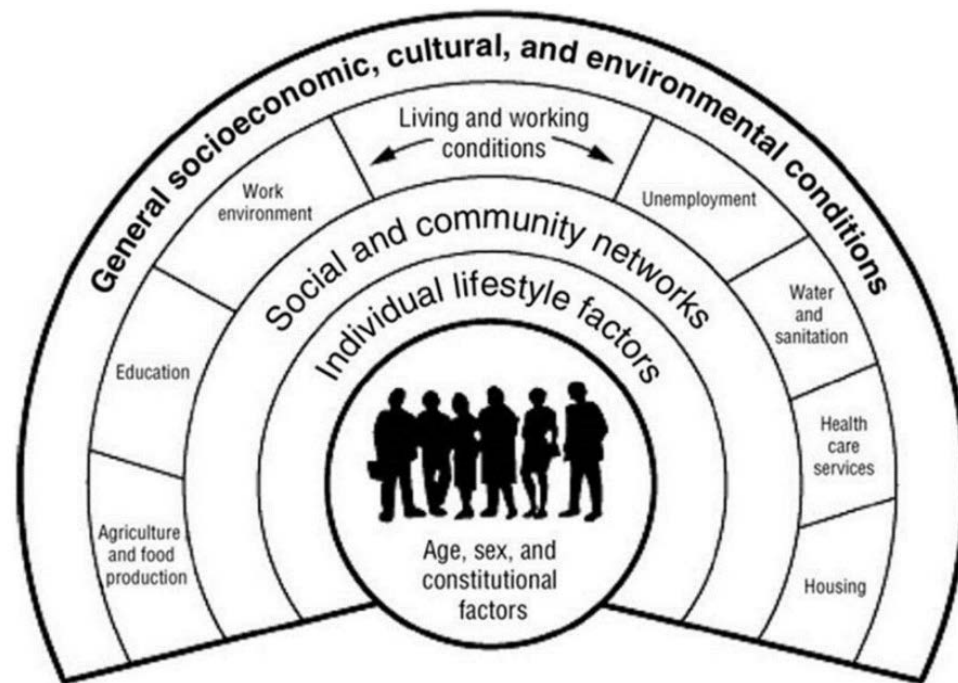 General socioeconomic, cultural, and environmental conditions
Living and working
conditions
Work
environment
Unemployment
Education
Water
and
sanitation
Agriculture
and food
production
Health
care
services
Housing
Social and community networks
Individual lifestyle factors
Age, sex, and
constitutional
factors